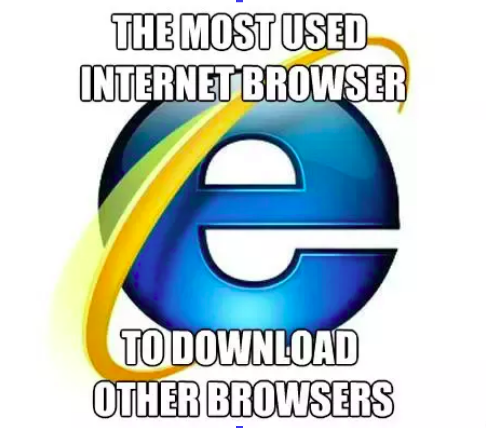 THE MOST USED
INTERNET BROWSER
TO DOWNLOAD
OTHER BROWSERS